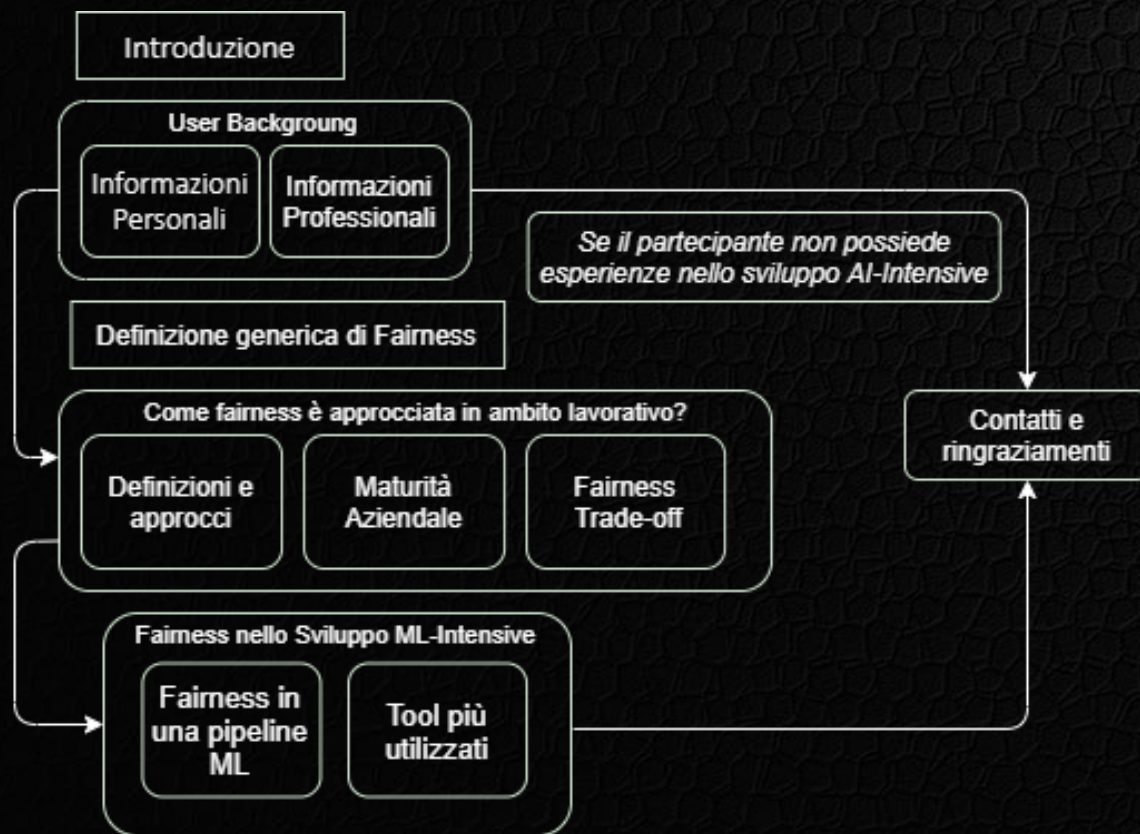 Introduzione
User Backgroung
Informazioni
Personali
Informazioni
Professionali
Se il partecipante non possiede
esperienze nello sviluppo AI-Intensive
Definizione generica di Fairness
Come fairness è approcciata in ambito lavorativo?
Definizioni e
approcci
Maturità
Aziendale
Fairness
Trade-off
Contatti e
ringraziamenti
Fairness nello Sviluppo ML-Intensive
Fairness in
una pipeline
ML
Tool più
utilizzati